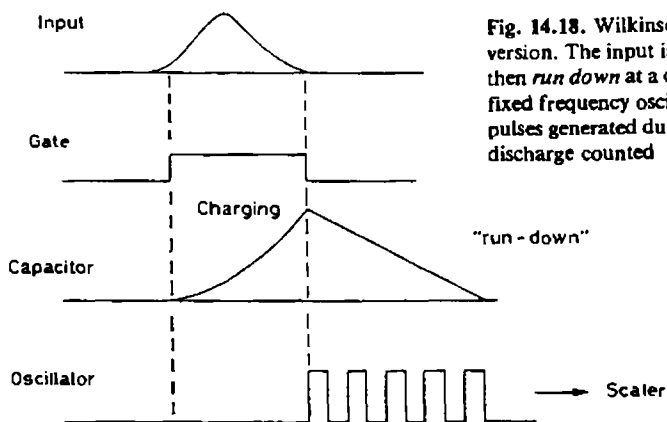 Input
Fig. 14.18. Wilkins
version. The input i
then run down at a
fixed frequency osci
pulses generated du
discharge counted
Gate
Charging
"run-down"
Capacitor
Oscillator
Scaler